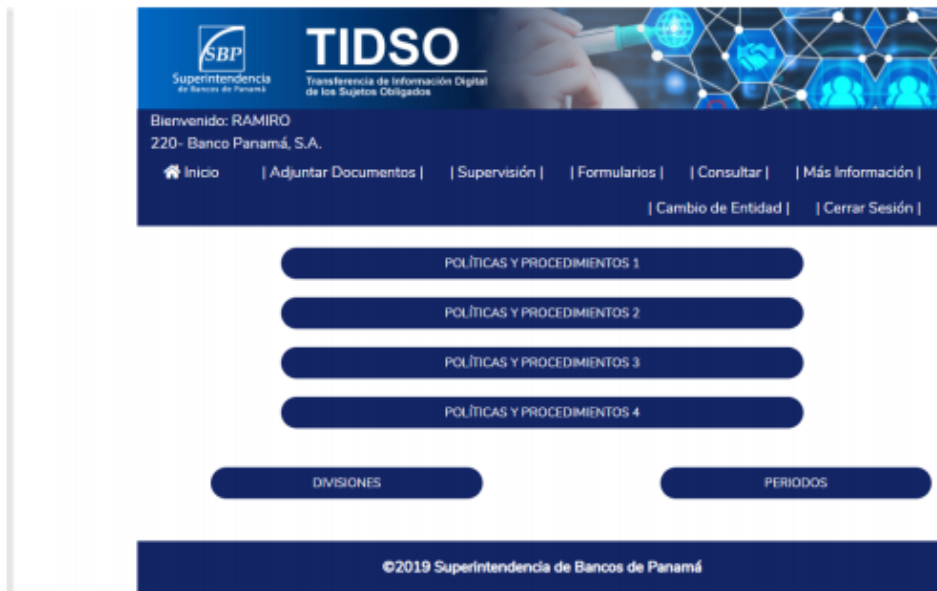 SBP
Superintendencia
de Bancos de Panamá
TIDSO
Transferencia de Información Digital
de los Sujetos Obligados
Bienvenido: RAMIRO
220- Banco Panamá, S.A.
Inicio | Adjuntar Documentos | | Supervisión | | Formularios | | Consultar | | Más Información |
| Cambio de Entidad | | Cerrar Sesión |
POLÍTICAS Y PROCEDIMIENTOS 1
POLÍTICAS Y PROCEDIMIENTOS 2
POLÍTICAS Y PROCEDIMIENTOS 3
POLÍTICAS Y PROCEDIMIENTOS 4
DIVISIONES PERIODOS
©2019 Superintendencia de Bancos de Panamá